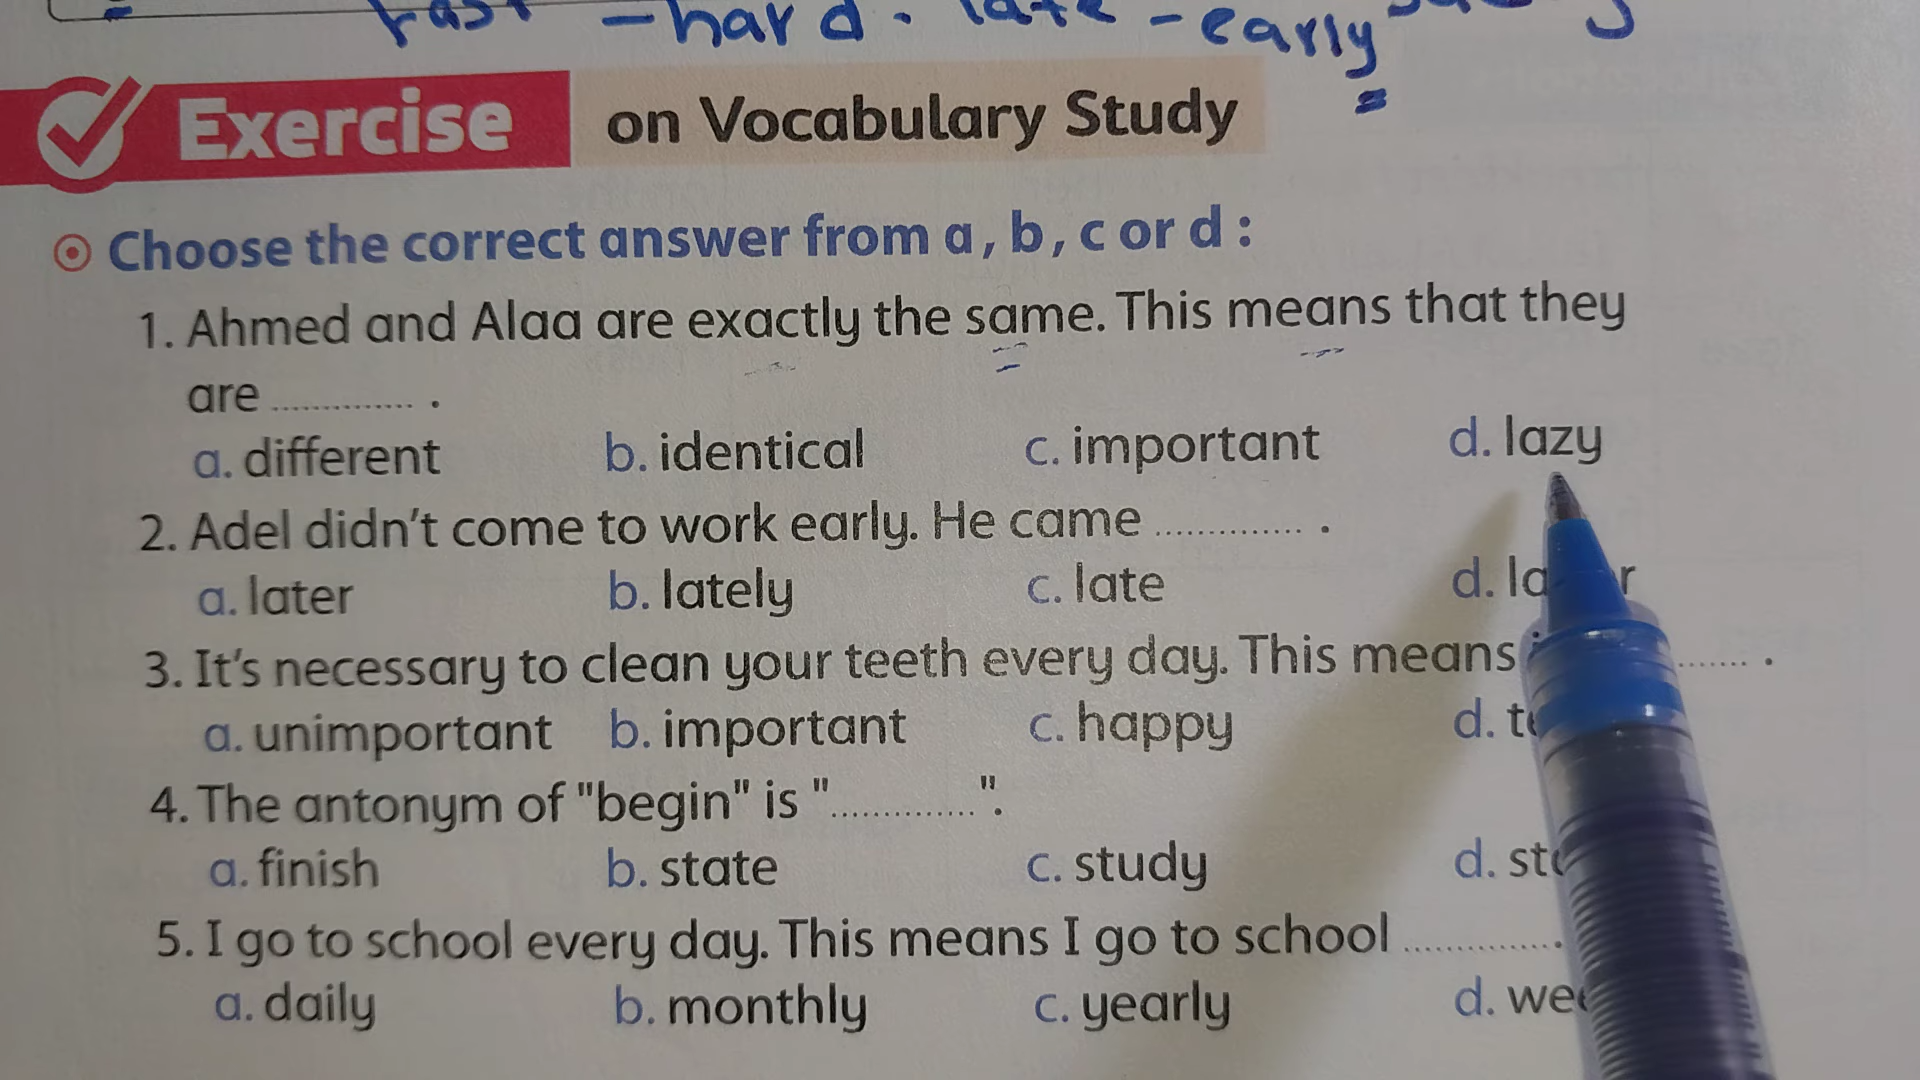 fast - hard . late - early
=
Exercise on Vocabulary Study
Choose the correct answer from a, b, c or d :
1. Ahmed and Alaa are exactly the same. This means that they
are .............. .
a. different b. identical c. important d. lazy
2. Adel didn't come to work early. He came .............. .
a. later b. lately c. late d.
3. It's necessary to clean your teeth every day. This means ....... .
a. unimportant b. important c. happy d.
4. The antonym of "begin" is "..............".
a. finish b. state c. study d.
5. I go to school every day. This means I go to school ..............
a. daily b. monthly c. yearly d.